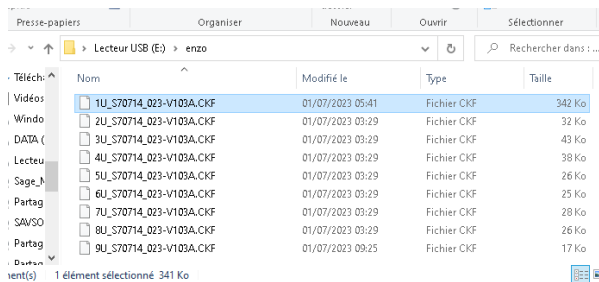 Presse-papiers Organiser Nouveau Ouvrir Sélectionner
Lecteur USB (E:) > enzo Rechercher dans : ...
Téléch
Nom Modifié le Type Taille
Vidéos 1U_S70714_023-V103A.CKF 01/07/2023 05:41 Fichier CKF 342 Ko
Windo 2U_S70714_023-V103A.CKF 01/07/2023 03:29 Fichier CKF 32 Ko
DATA ( 3U_S70714_023-V103A.CKF 01/07/2023 03:29 Fichier CKF 43 Ko
Lecteu 4U_S70714_023-V103A.CKF 01/07/2023 03:29 Fichier CKF 38 Ko
Sage_M 5U_S70714_023-V103A.CKF 01/07/2023 03:29 Fichier CKF 26 Ko
Partag 6U_S70714_023-V103A.CKF 01/07/2023 03:29 Fichier CKF 25 Ko
SAVSO 7U_S70714_023-V103A.CKF 01/07/2023 03:29 Fichier CKF 28 Ko
Partag 8U_S70714_023-V103A.CKF 01/07/2023 03:29 Fichier CKF 26 Ko
Partag 9U_S70714_023-V103A.CKF 01/07/2023 09:25 Fichier CKF 17 Ko
ment(s) 1 élément sélectionné 341 Ko